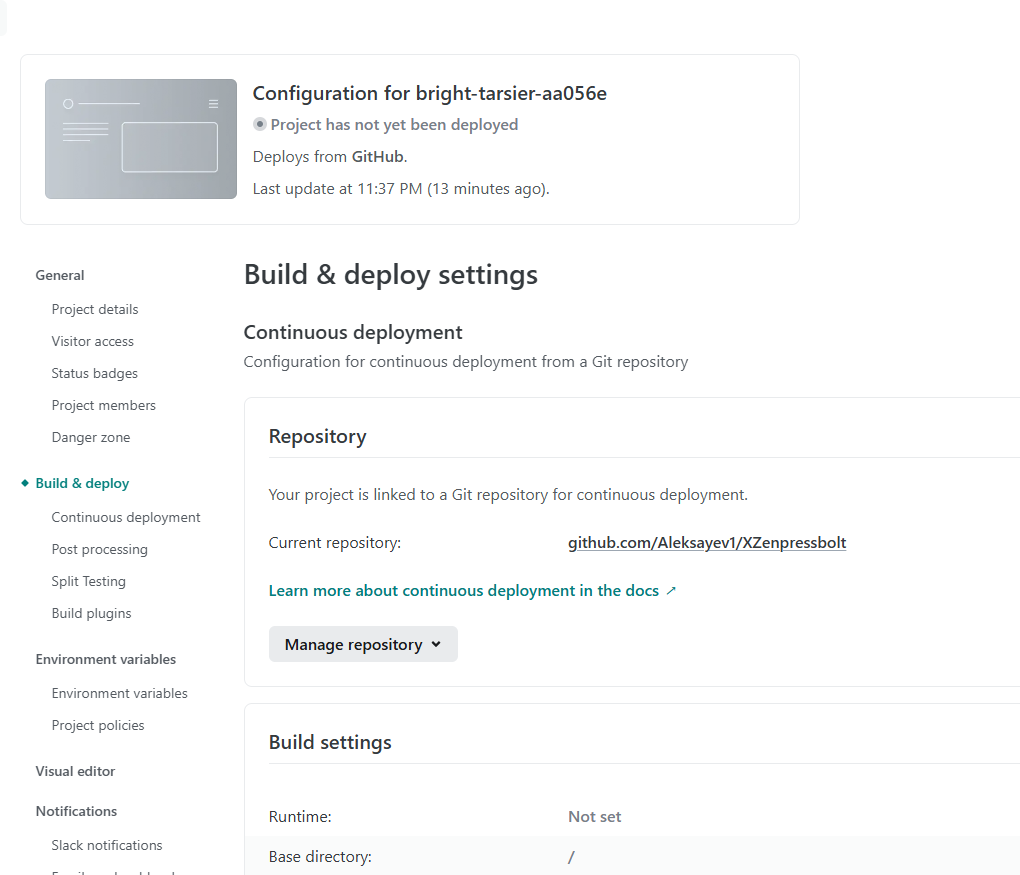 Configuration for bright-tarsier-aa056e
Project has not yet been deployed
Deploys from GitHub.
Last update at 11:37 PM (13 minutes ago).
General
Project details
Visitor access
Status badges
Project members
Danger zone
Build & deploy
Continuous deployment
Post processing
Split Testing
Build plugins
Environment variables
Environment variables
Project policies
Visual editor
Notifications
Slack notifications
Build & deploy settings
Continuous deployment
Configuration for continuous deployment from a Git repository
Repository
Your project is linked to a Git repository for continuous deployment.
Current repository: github.com/Aleksayev1/XZenpressbolt
Learn more about continuous deployment in the docs ↗
Manage repository
Build settings
Runtime: Not set
Base directory: /